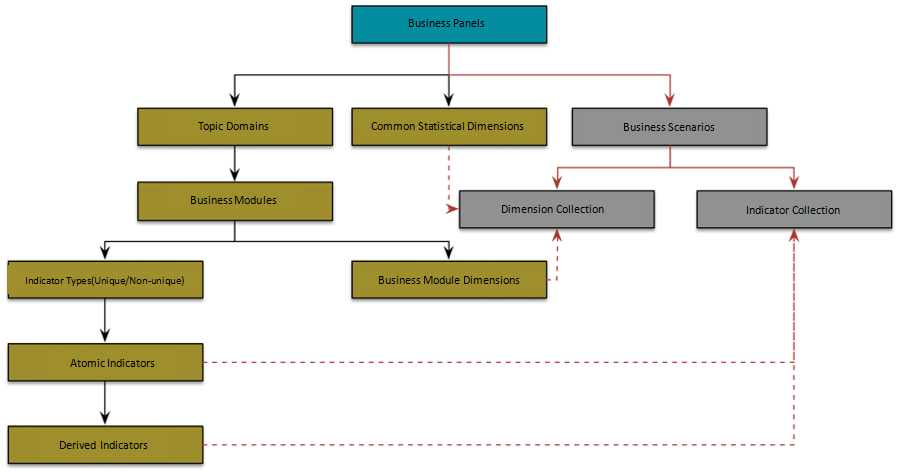 Business Panels
Topic Domains
Common Statistical Dimensions
Business Scenarios
Business Modules
Dimension Collection
Indicator Collection
Indicator Types(Unique/Non-unique)
Business Module Dimensions
Atomic Indicators
Derived Indicators